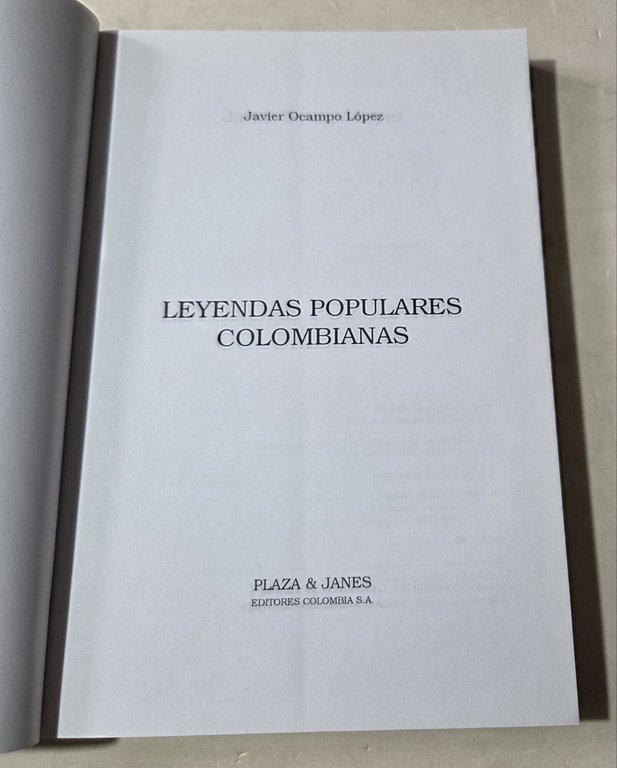 Javier Ocampo López
LEYENDAS POPULARES
COLOMBIANAS
PLAZA & JANES
EDITORES COLOMBIA S.A.